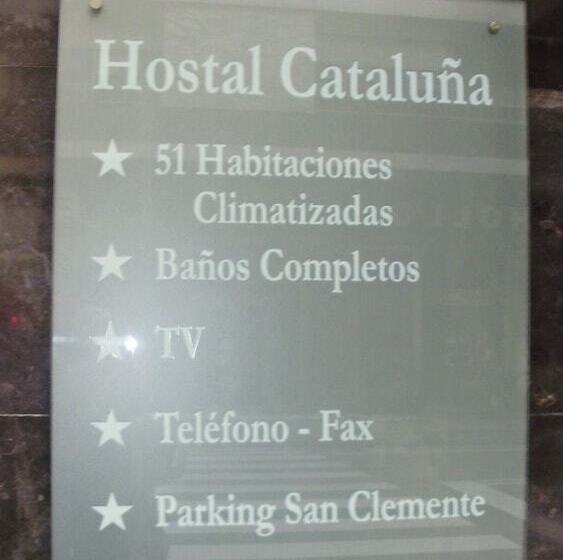 Hostal Cataluña
★ 51 Habitaciones
Climatizadas
★ Baños Completos
★ TV
★ Teléfono - Fax
★ Parking San Clemente